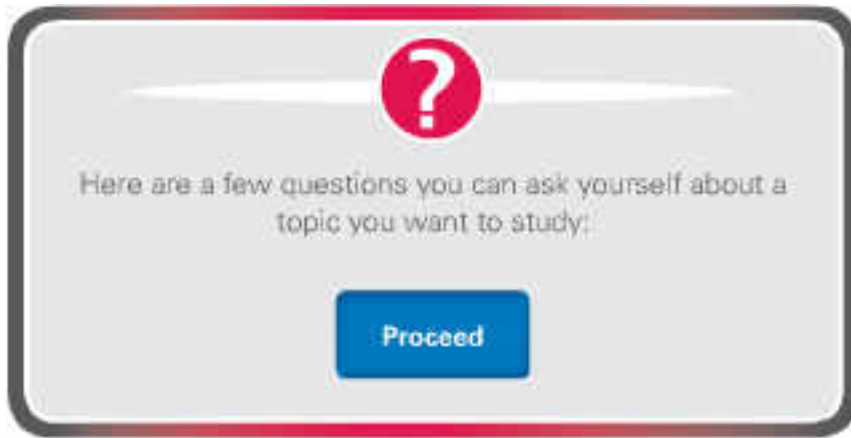 ?
Here are a few questions you can ask yourself about a
topic you want to study:
Proceed